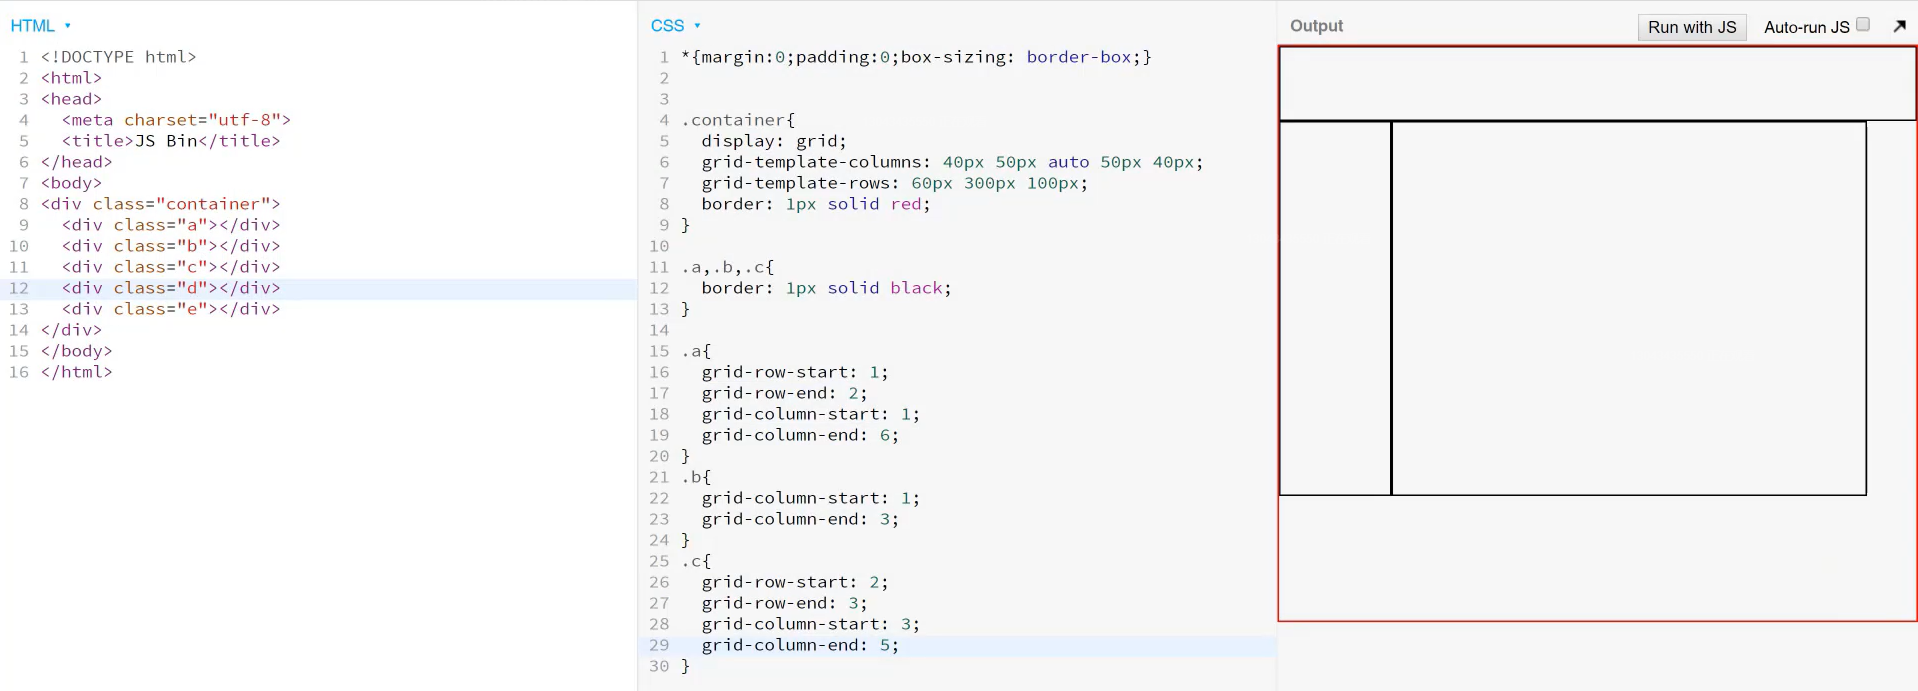 HTML ▾
1 <!DOCTYPE html>
2 <html>
3 <head>
4   <meta charset="utf-8">
5   <title>JS Bin</title>
6 </head>
7 <body>
8 <div class="container">
9   <div class="a"></div>
10   <div class="b"></div>
11   <div class="c"></div>
12   <div class="d"></div>
13   <div class="e"></div>
14 </div>
15 </body>
16 </html>
CSS ▾
1 *{margin:0;padding:0;box-sizing: border-box;}
2
3
4 .container{
5   display: grid;
6   grid-template-columns: 40px 50px auto 50px 40px;
7   grid-template-rows: 60px 300px 100px;
8   border: 1px solid red;
9 }
10
11 .a,.b,.c{
12   border: 1px solid black;
13 }
14
15 .a{
16   grid-row-start: 1;
17   grid-row-end: 2;
18   grid-column-start: 1;
19   grid-column-end: 6;
20 }
21 .b{
22   grid-column-start: 1;
23   grid-column-end: 3;
24 }
25 .c{
26   grid-row-start: 2;
27   grid-row-end: 3;
28   grid-column-start: 3;
29   grid-column-end: 5;
30 }
Output
Run with JS
Auto-run JS